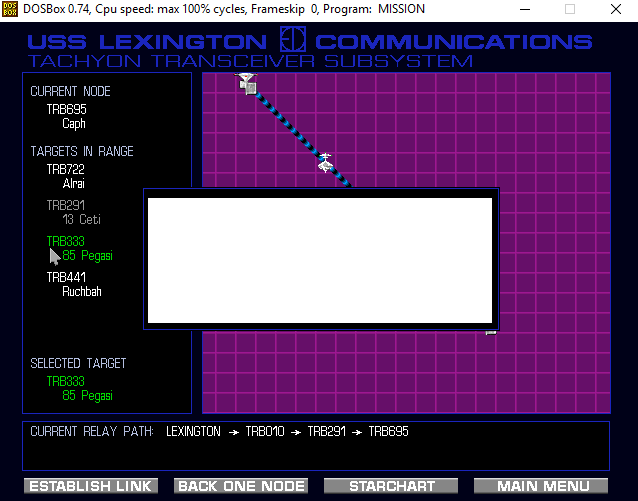 DOSBox 0.74, Cpu speed: max 100% cycles, Frameskip 0, Program: MISSION
USS LEXINGTON COMMUNICATIONS
TACHYON TRANSCEIVER SUBSYSTEM
CURRENT NODE
TRB695
Caph
TARGETS IN RANGE
TRB722
Alrai
TRB291
13 Ceti
TRB333
85 Pegasi
TRB441
Ruchbah
SELECTED TARGET
TRB333
85 Pegasi
CURRENT RELAY PATH: LEXINGTON → TRB010 → TRB291 → TRB695
ESTABLISH LINK BACK ONE NODE STARCHART MAIN MENU